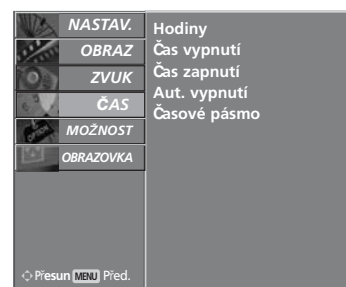 NASTAV.
OBRAZ
ZVUK
ČAS
MOŽNOST
OBRAZOVKA
Hodiny
Čas vypnutí
Čas zapnutí
Aut. vypnutí
Časové pásmo
Přesun MENU Před.